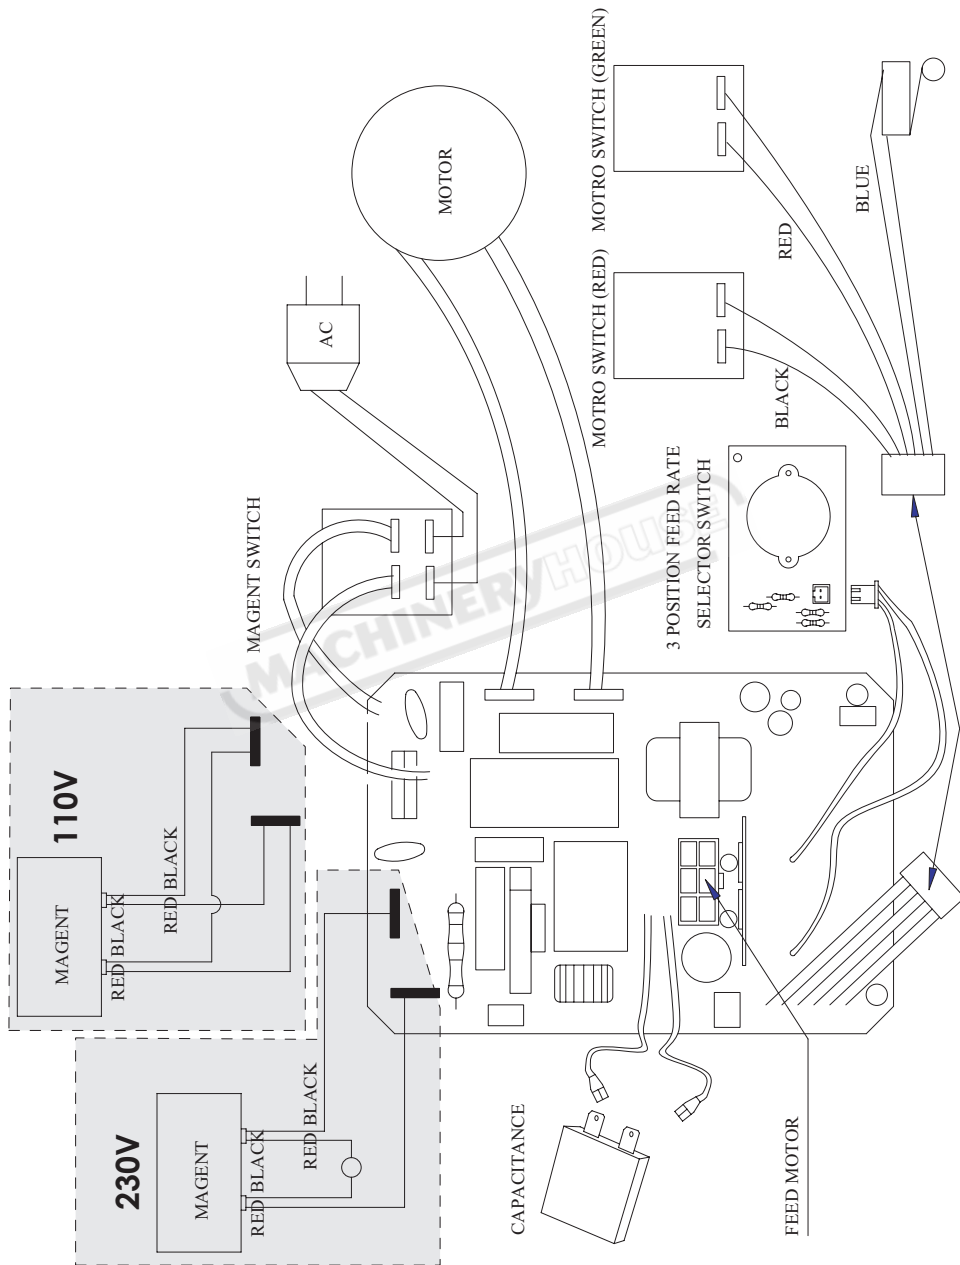 110V
MAGENT
RED BLACK
RED BLACK
230V
MAGENT
RED BLACK
RED BLACK
MAGENT SWITCH
AC
MOTOR
MOTRO SWITCH (GREEN)
MOTRO SWITCH (RED)
RED
BLACK
BLUE
3 POSITION FEED RATE
SELECTOR SWITCH
CAPACITANCE
FEED MOTOR
MACHINERYHOUSE